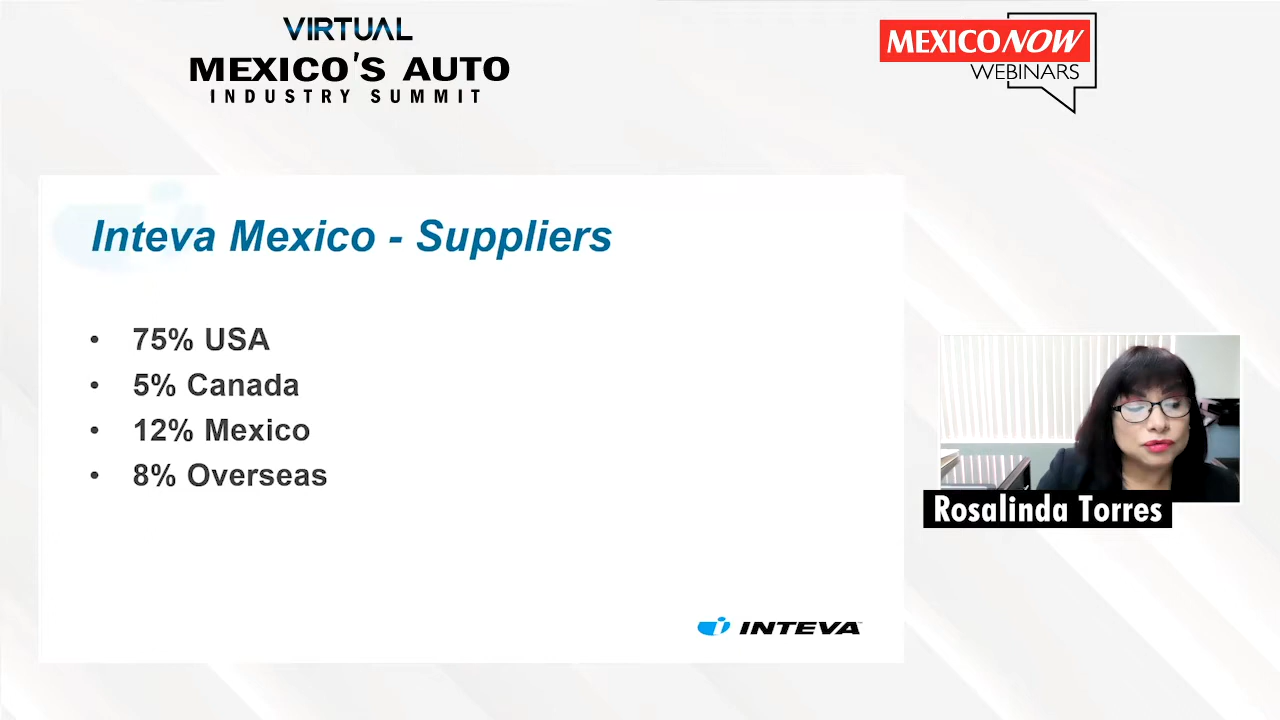 VIRTUAL
MEXICO'S AUTO
INDUSTRY SUMMIT
MEXICONOW
WEBINARS
Inteva Mexico - Suppliers
• 75% USA
• 5% Canada
• 12% Mexico
• 8% Overseas
INTEVA
Rosalinda Torres